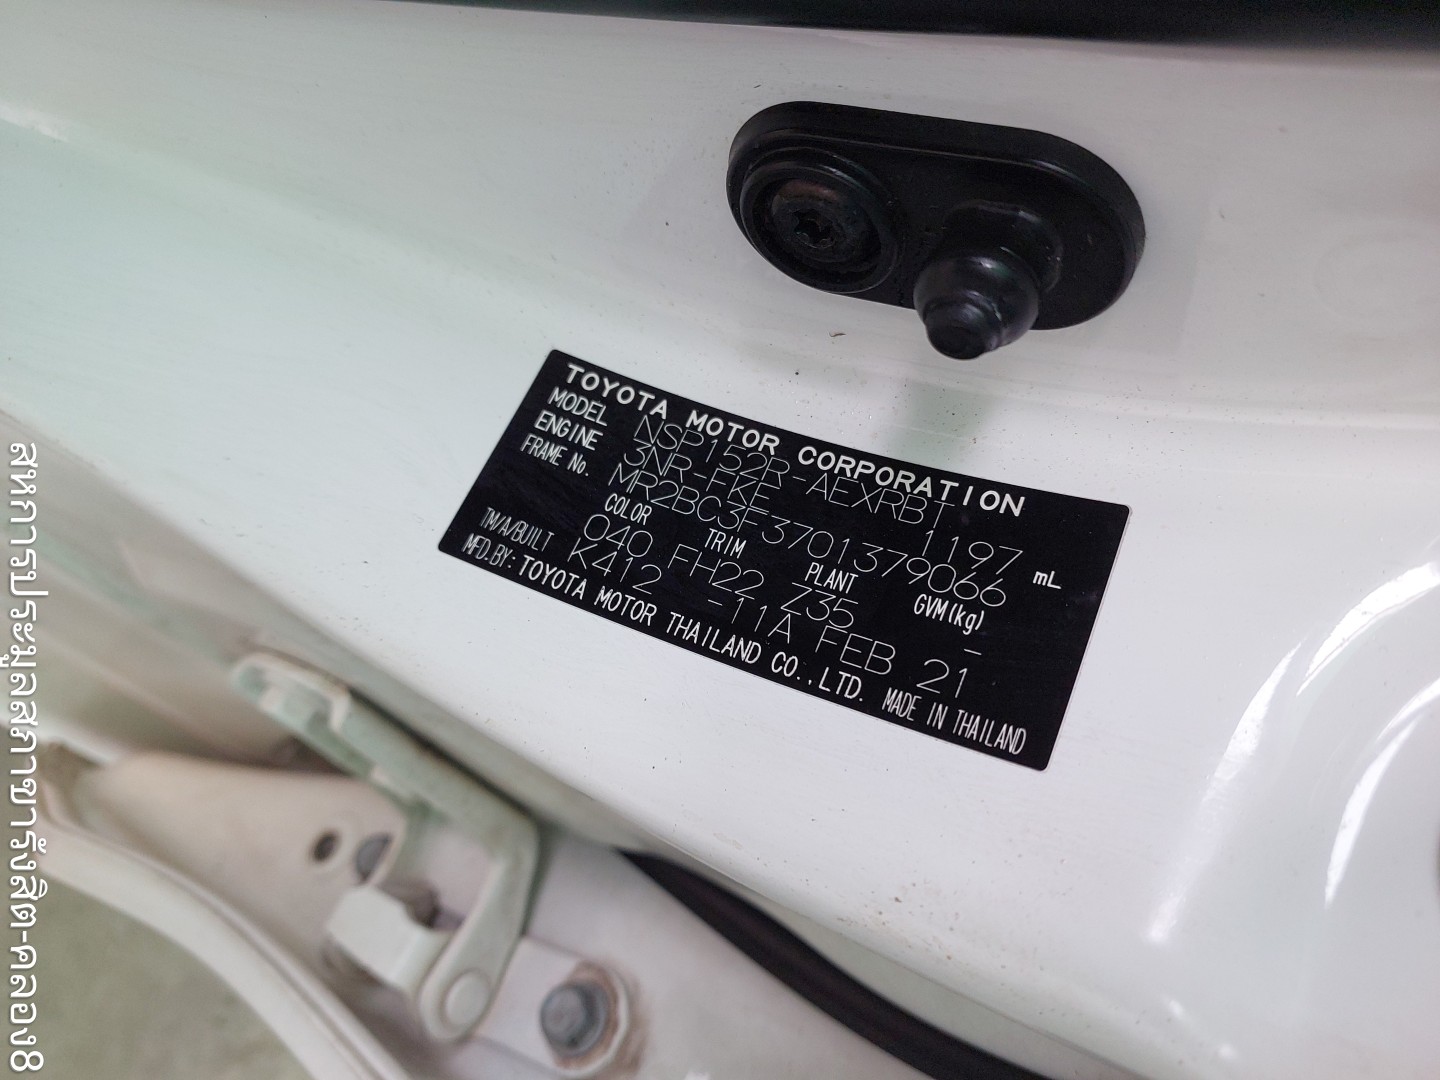 TOYOTA MOTOR CORPORATION
MODEL NSP152R-AEXRBT
ENGINE 3NR-FKE 1197 mL
FRAME No. MR2BC3F3701379066
COLOR TRIM PLANT GVM(kg)
040 FH22 Z35 -
TM/A/BUILT K412 -11A FEB 21
MFD.BY: TOYOTA MOTOR THAILAND CO.,LTD. MADE IN THAILAND
สหการประมูลสาขารังสิต-คลอง8